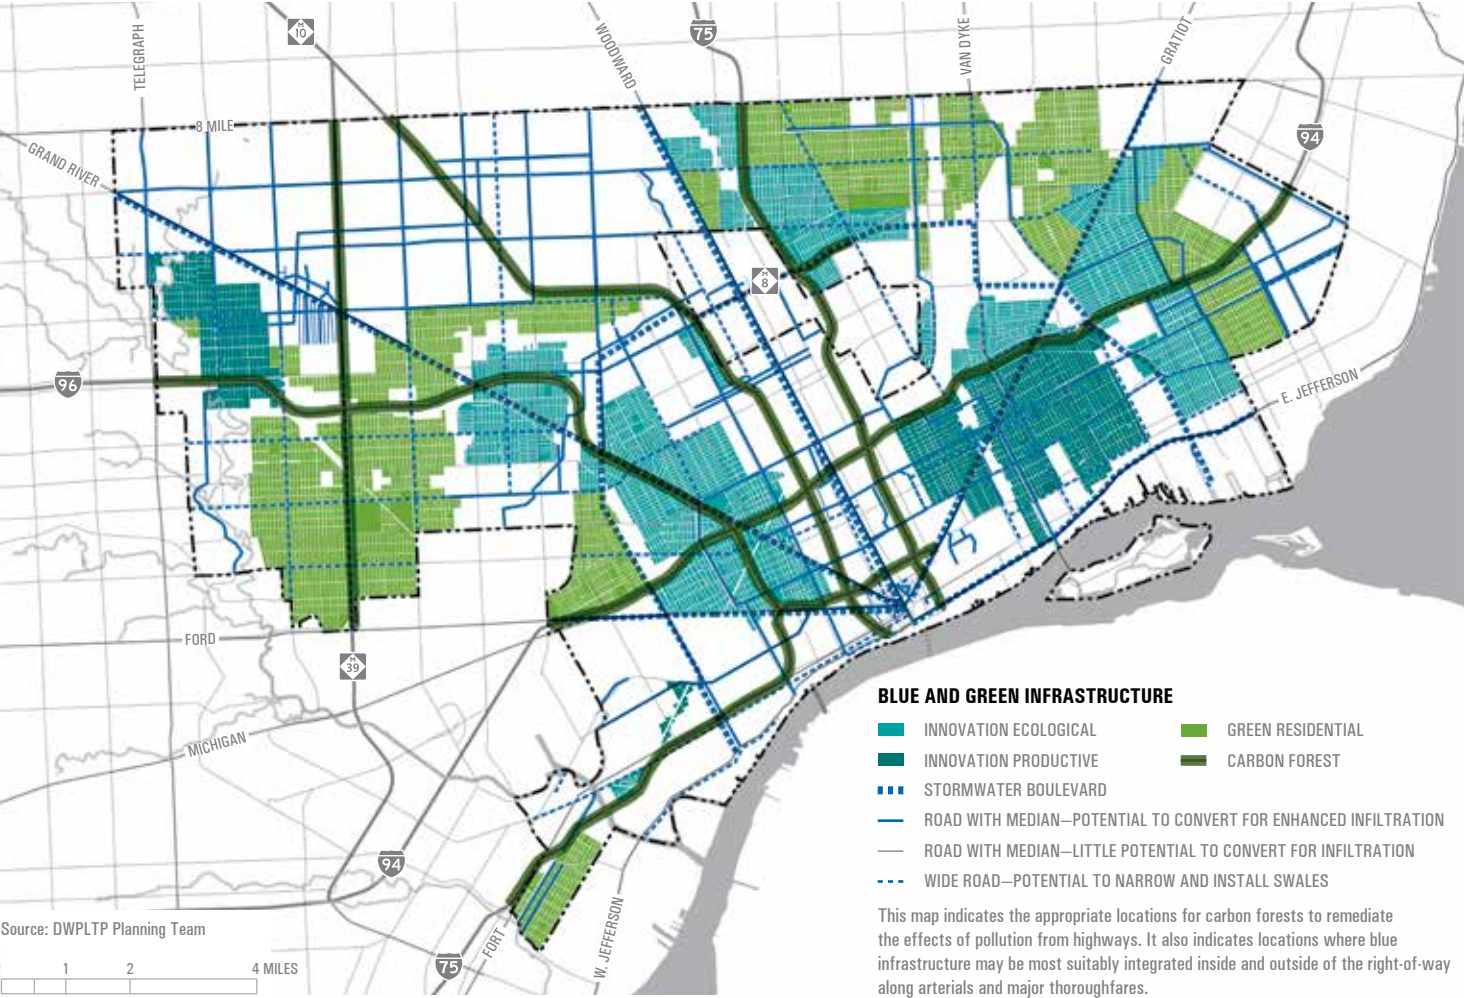 M
10
75
TELEGRAPH
WOODWARD
VAN DYKE
GRATIOT
8 MILE
94
GRAND RIVER
M
8
96
E. JEFFERSON
FORD
M
39
MICHIGAN
94
FORT
W. JEFFERSON
75
BLUE AND GREEN INFRASTRUCTURE
INNOVATION ECOLOGICAL
GREEN RESIDENTIAL
INNOVATION PRODUCTIVE
CARBON FOREST
STORMWATER BOULEVARD
ROAD WITH MEDIAN—POTENTIAL TO CONVERT FOR ENHANCED INFILTRATION
ROAD WITH MEDIAN—LITTLE POTENTIAL TO CONVERT FOR INFILTRATION
WIDE ROAD—POTENTIAL TO NARROW AND INSTALL SWALES
This map indicates the appropriate locations for carbon forests to remediate
the effects of pollution from highways. It also indicates locations where blue
infrastructure may be most suitably integrated inside and outside of the right-of-way
along arterials and major thoroughfares.
Source: DWPLTP Planning Team
1 2 4 MILES